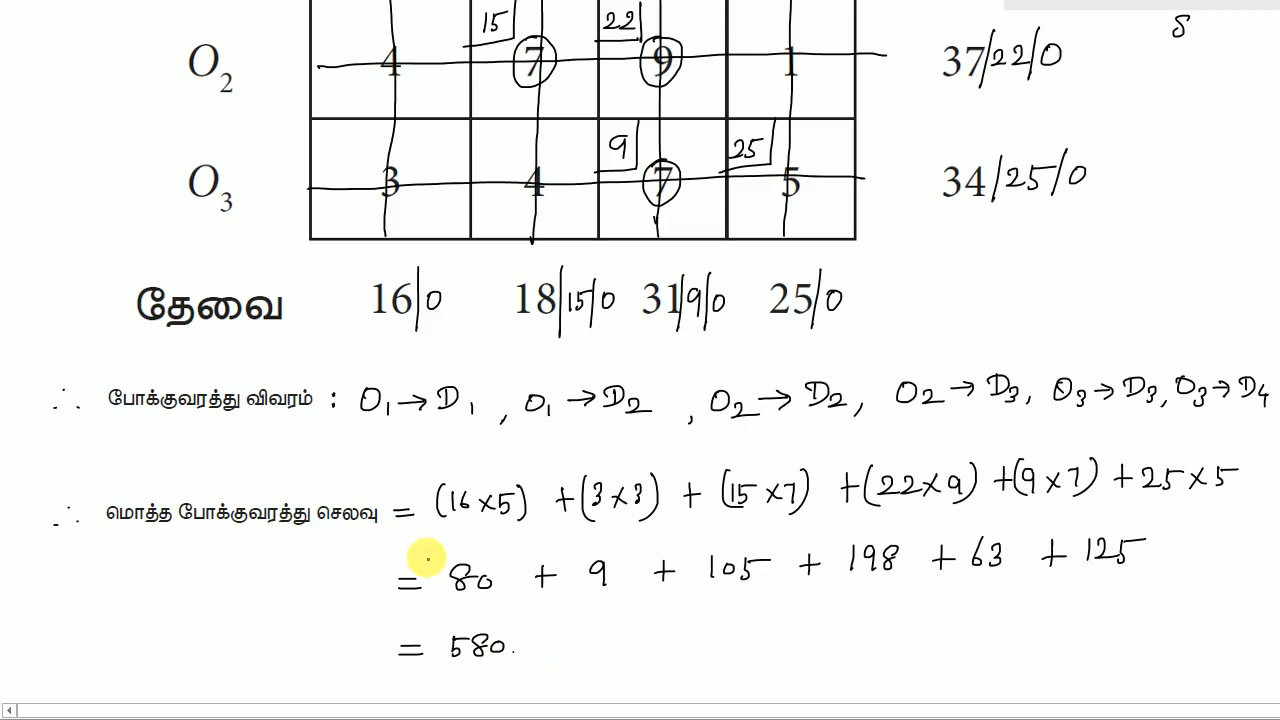 δ
15 22
O2 4 7 9 1 37/22/0
9 25
O3 3 4 7 5 34/25/0
தேவை 16|0 18|15/0 31|9|0 25/0
∴ போக்குவரத்து விவரம் : O1→D1, O1→D2, O2→D2, O2→D3, O3→D3, O3→D4
∴ மொத்த போக்குவரத்து செலவு = (16×5) +(3×3) + (15×7) +(22×9) +(9×7) +25×5
= 80 + 9 + 105 + 198 + 63 + 125
= 580.